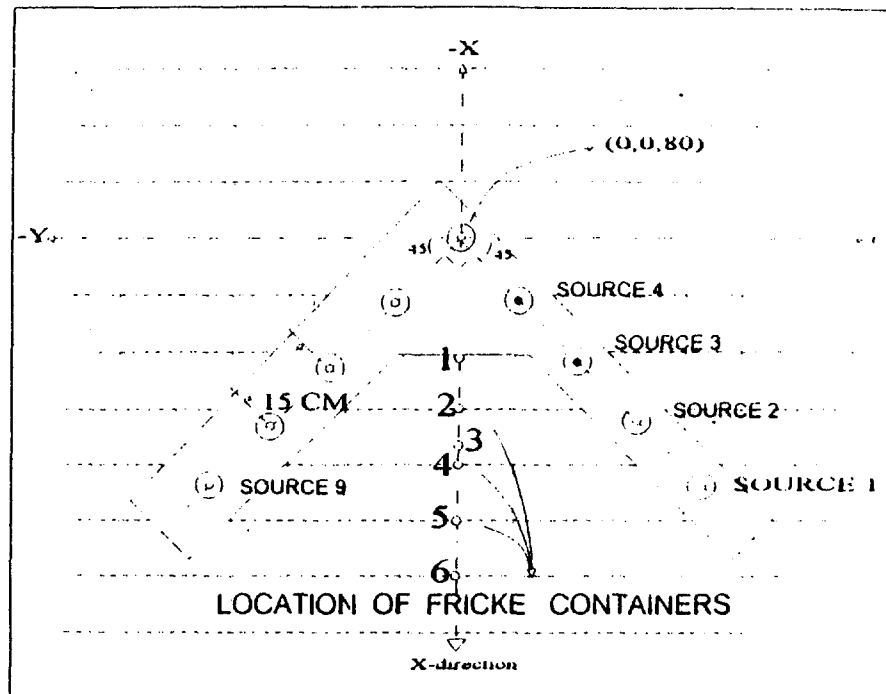 -X
(0,0,80)
-Y
45
45
SOURCE 4
1
SOURCE 3
15 CM
2
SOURCE 2
3
4
SOURCE 9
SOURCE 1
5
6
LOCATION OF FRICKE CONTAINERS
X-direction